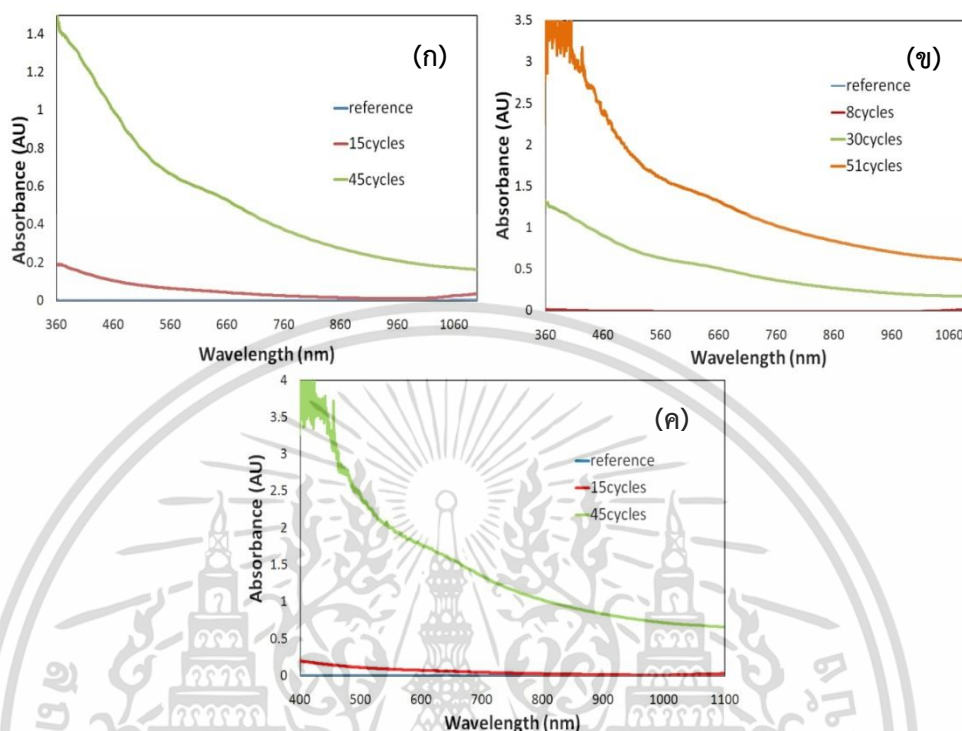 (ก)
Absorbance (AU)
1.4
1.2
1
0.8
0.6
0.4
0.2
0
reference
15cycles
45cycles
360 460 560 660 760 860 960 1060
Wavelength (nm)
(ข)
Absorbance (AU)
3.5
3
2.5
2
1.5
1
0.5
0
reference
8cycles
30cycles
51cycles
360 460 560 660 760 860 960 1060
Wavelength (nm)
(ค)
Absorbance (AU)
4
3.5
3
2.5
2
1.5
1
0.5
0
reference
15cycles
45cycles
400 500 600 700 800 900 1000 1100
Wavelength (nm)